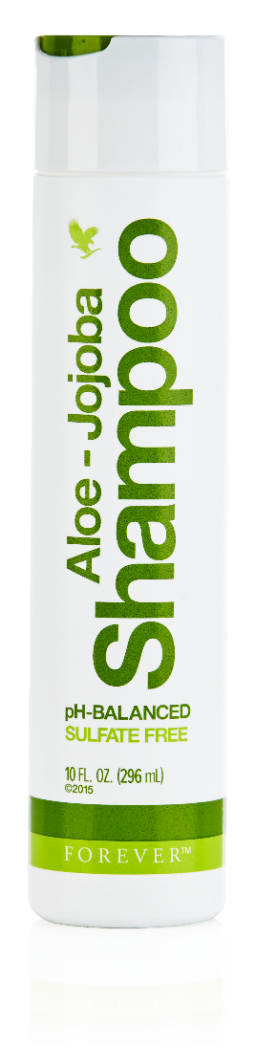 Aloe - Jojoba
Shampoo
pH-BALANCED
SULFATE FREE
10 FL. OZ. (296 mL)
©2015
FOREVER™